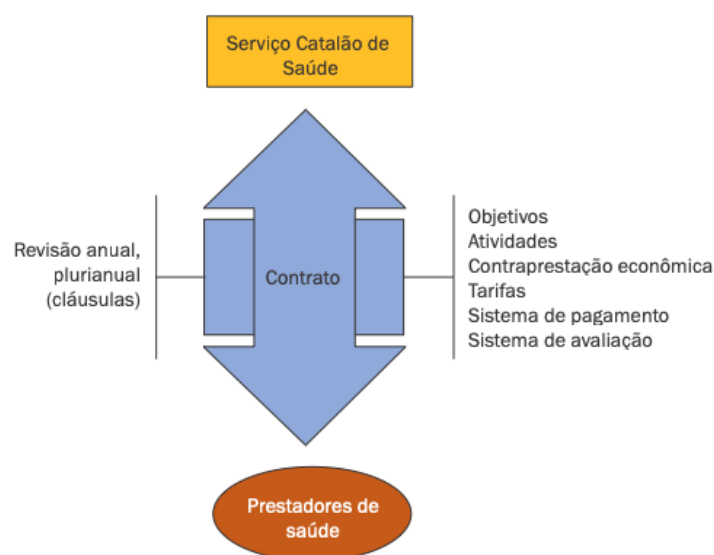 Serviço Catalão de
Saúde
Revisão anual,
plurianual
(cláusulas)
Contrato
Objetivos
Atividades
Contraprestação econômica
Tarifas
Sistema de pagamento
Sistema de avaliação
Prestadores de
saúde